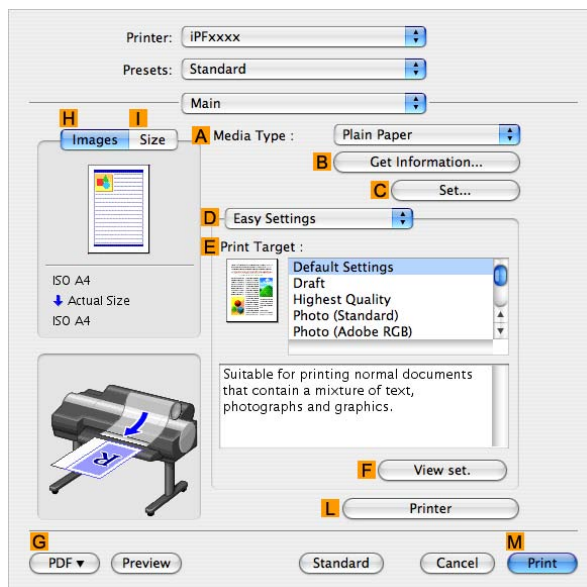 Printer: iPFxxxx
Presets: Standard
Main
H I
Images Size
A Media Type : Plain Paper
B Get Information...
C Set...
D Easy Settings
E Print Target :
Default Settings
Draft
Highest Quality
Photo (Standard)
Photo (Adobe RGB)
ISO A4
Actual Size
ISO A4
Suitable for printing normal documents
that contain a mixture of text,
photographs and graphics.
R
F View set.
L Printer
G M
PDF Preview Standard Cancel Print